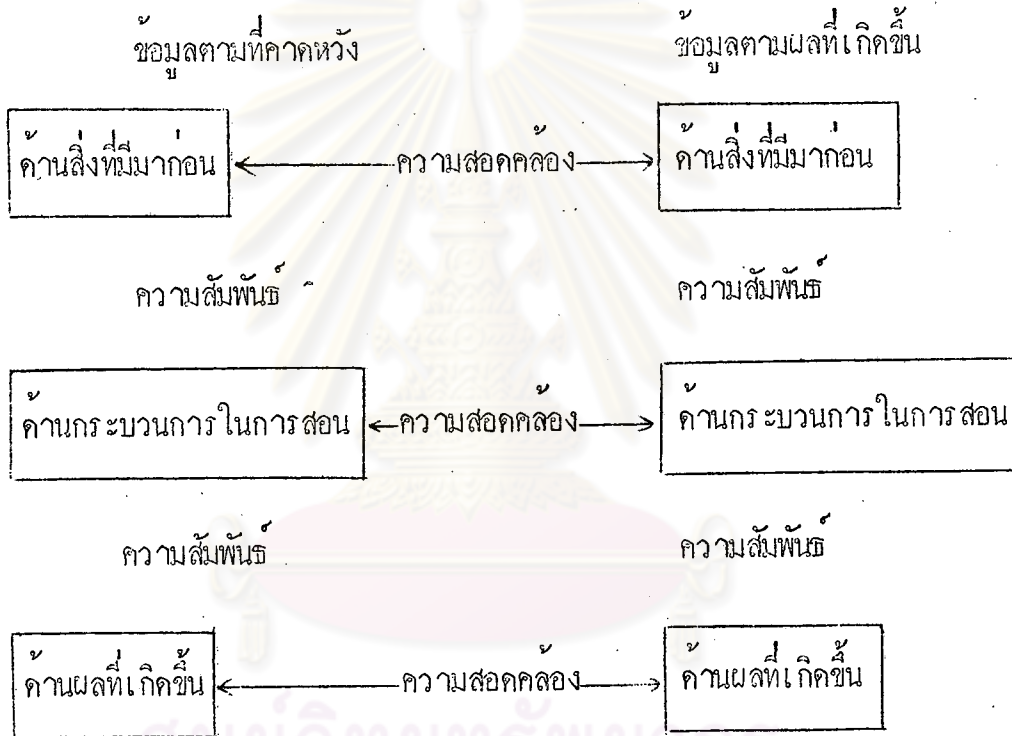 ข้อมูลตามที่คาดหวัง ข้อมูลตามผลที่เกิดขึ้น
ด้านสิ่งที่มีมาก่อน ความสอดคล้อง ด้านสิ่งที่มีมาก่อน
ความสัมพันธ์ ความสัมพันธ์
ด้านกระบวนการในการสอน ความสอดคล้อง ด้านกระบวนการในการสอน
ความสัมพันธ์ ความสัมพันธ์
ด้านผลที่เกิดขึ้น ความสอดคล้อง ด้านผลที่เกิดขึ้น